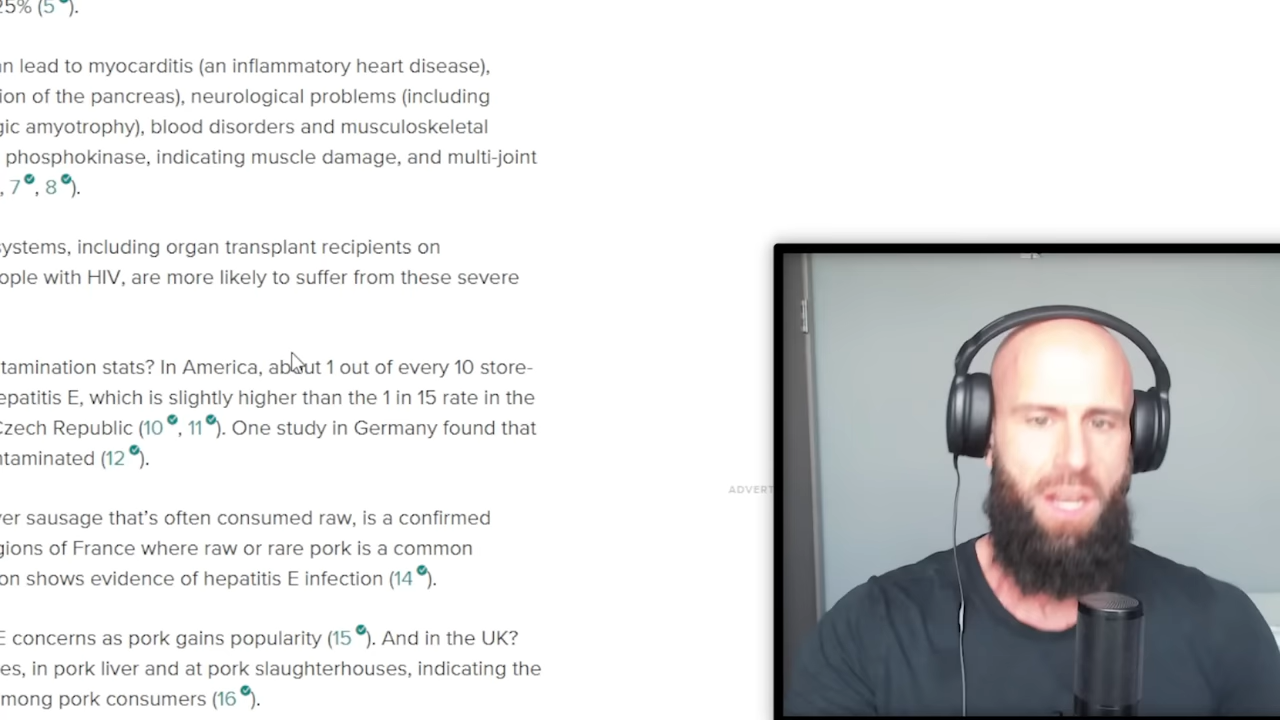 25% (5).
an lead to myocarditis (an inflammatory heart disease),
ion of the pancreas), neurological problems (including
gic amyotrophy), blood disorders and musculoskeletal
phosphokinase, indicating muscle damage, and multi-joint
, 7, 8).
systems, including organ transplant recipients on
ople with HIV, are more likely to suffer from these severe
tamination stats? In America, about 1 out of every 10 store-
epatitis E, which is slightly higher than the 1 in 15 rate in the
Czech Republic (10, 11). One study in Germany found that
ntaminated (12).
ver sausage that's often consumed raw, is a confirmed
gions of France where raw or rare pork is a common
on shows evidence of hepatitis E infection (14).
E concerns as pork gains popularity (15). And in the UK?
es, in pork liver and at pork slaughterhouses, indicating the
mong pork consumers (16).
ADVERT